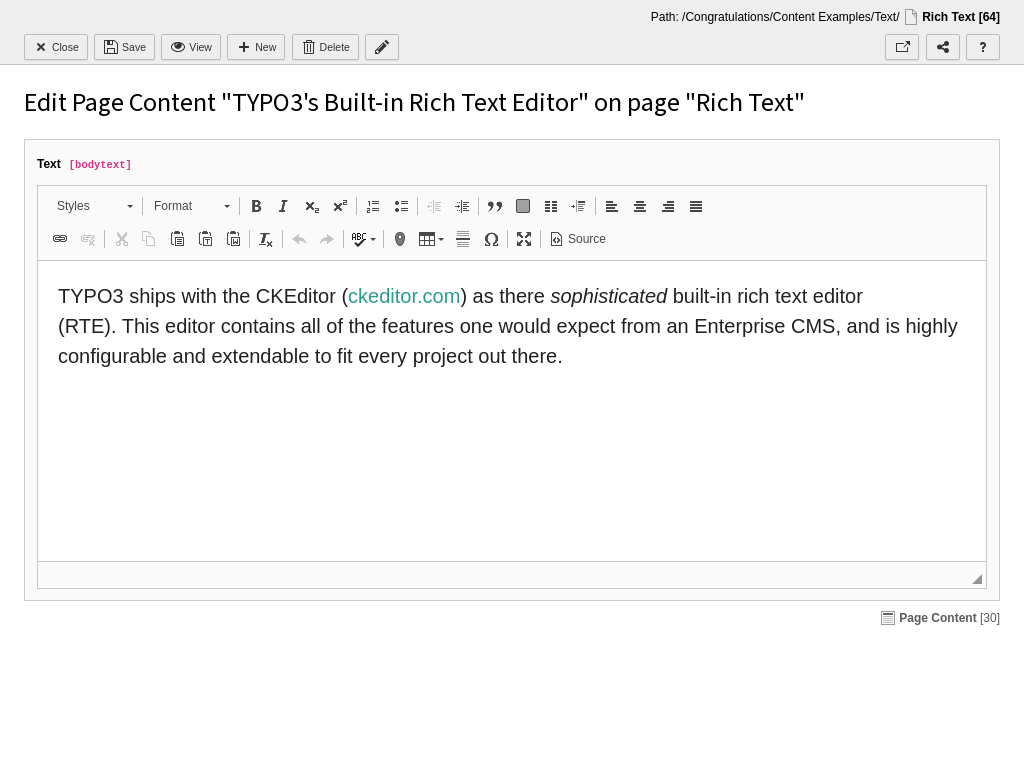 Path: /Congratulations/Content Examples/Text/ Rich Text [64]
Close Save View New Delete ?
Edit Page Content "TYPO3's Built-in Rich Text Editor" on page "Rich Text"
Text [bodytext]
Styles Format B I x₂ x²
ABC Ω Source
TYPO3 ships with the CKEditor (ckeditor.com) as there sophisticated built-in rich text editor
(RTE). This editor contains all of the features one would expect from an Enterprise CMS, and is highly
configurable and extendable to fit every project out there.
Page Content [30]